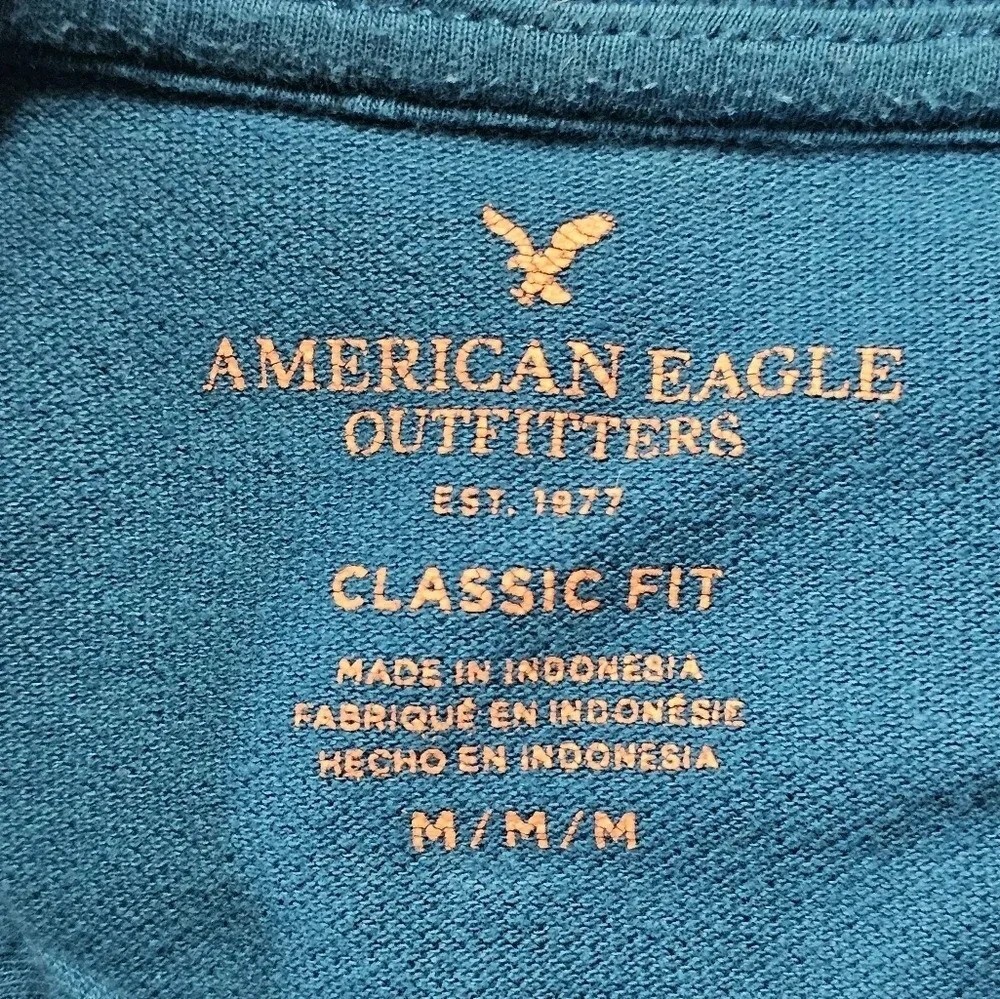 AMERICAN EAGLE
OUTFITTERS
EST. 1977
CLASSIC FIT
MADE IN INDONESIA
FABRIQUÉ EN INDONÉSIE
HECHO EN INDONESIA
M / M / M